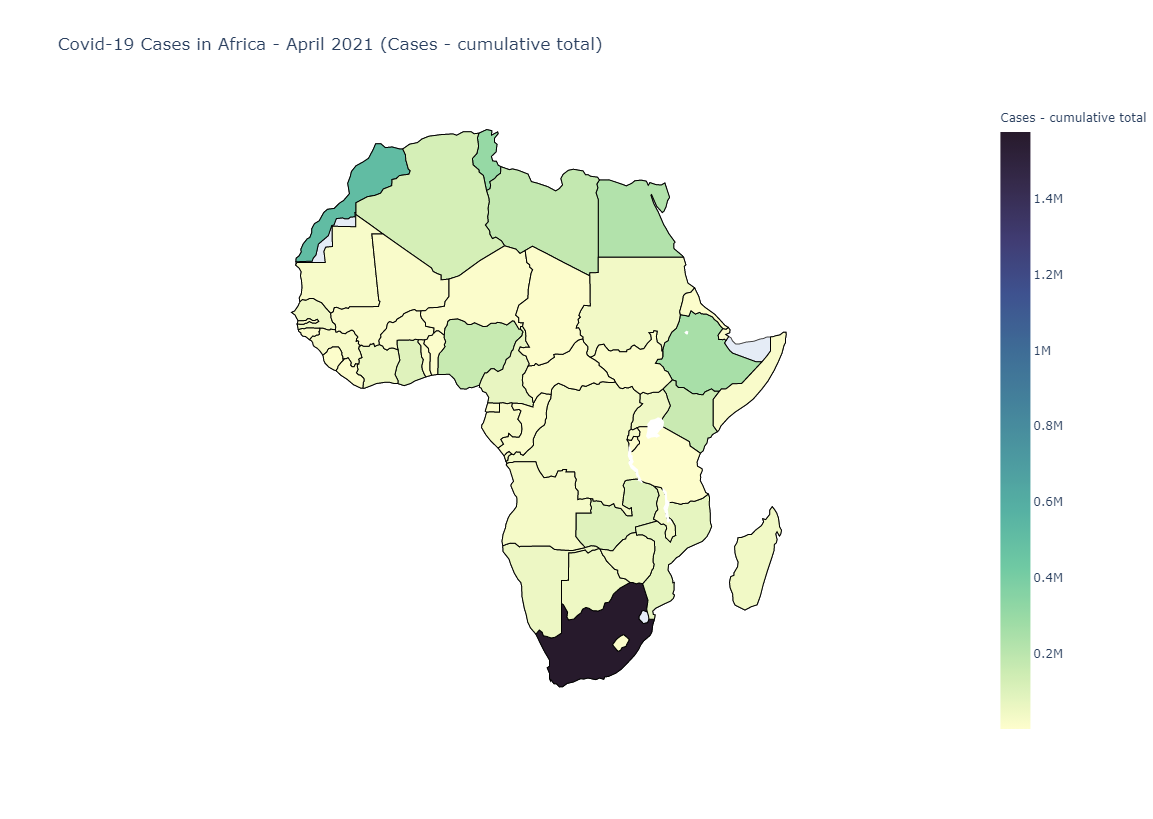 Covid-19 Cases in Africa - April 2021 (Cases - cumulative total)
Cases - cumulative total
1.4M
1.2M
1M
0.8M
0.6M
0.4M
0.2M